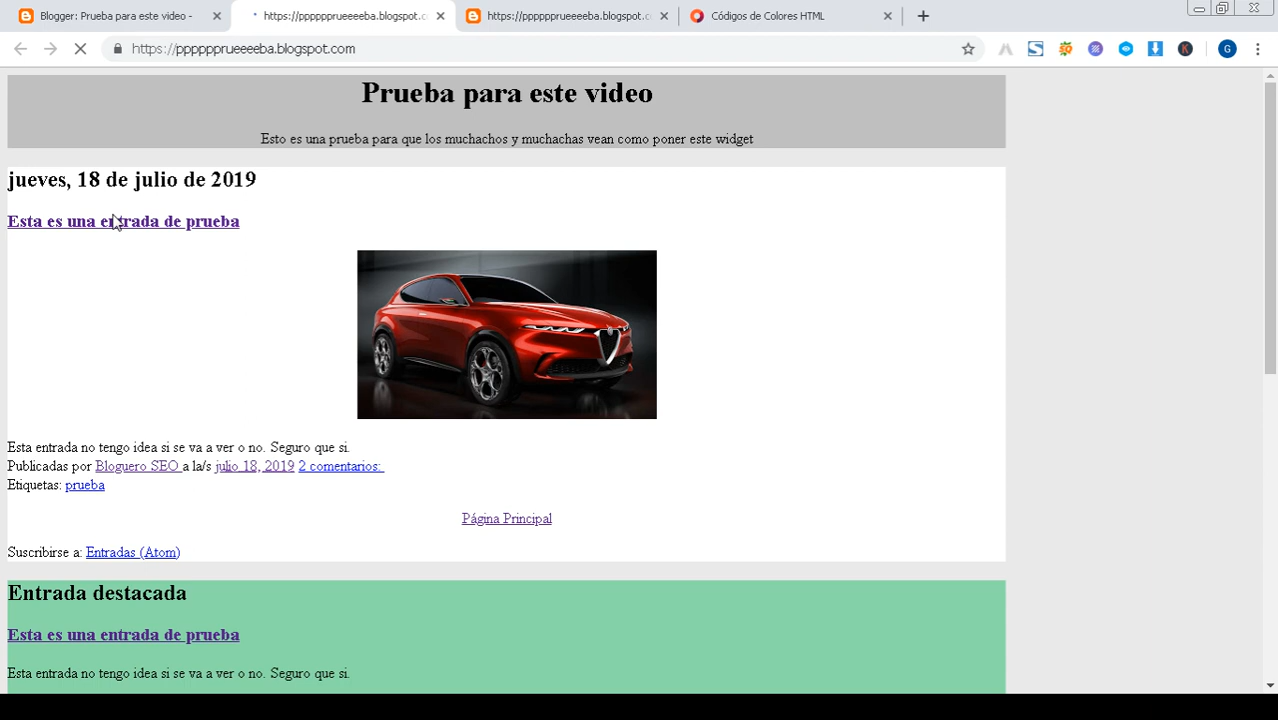 Blogger: Prueba para este video -
https://ppppppprueeeeba.blogspot.c
https://ppppppprueeeeba.blogspot.c
Códigos de Colores HTML
https://ppppppprueeeeba.blogspot.com
G
Prueba para este video
Esto es una prueba para que los muchachos y muchachas vean como poner este widget
jueves, 18 de julio de 2019
Esta es una entrada de prueba
Esta entrada no tengo idea si se va a ver o no. Seguro que si.
Publicadas por Bloguero SEO a la/s julio 18, 2019 2 comentarios:
Etiquetas: prueba
Página Principal
Suscribirse a: Entradas (Atom)
Entrada destacada
Esta es una entrada de prueba
Esta entrada no tengo idea si se va a ver o no. Seguro que si.